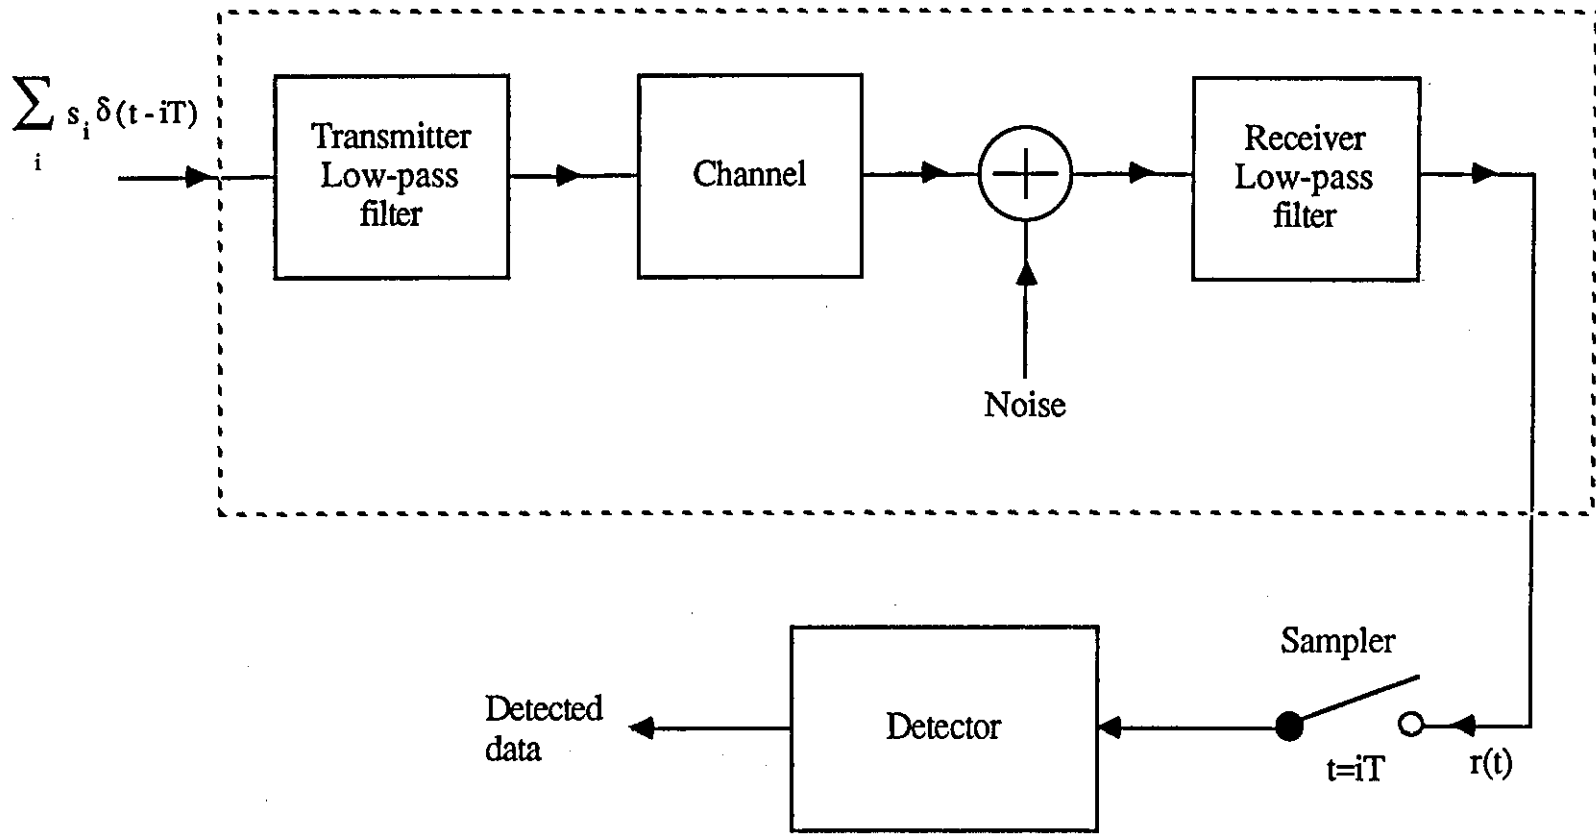 ∑ s_i δ(t - iT)
i
Transmitter
Low-pass
filter
Channel
Receiver
Low-pass
filter
Noise
Sampler
Detected
data
Detector
t=iT
r(t)